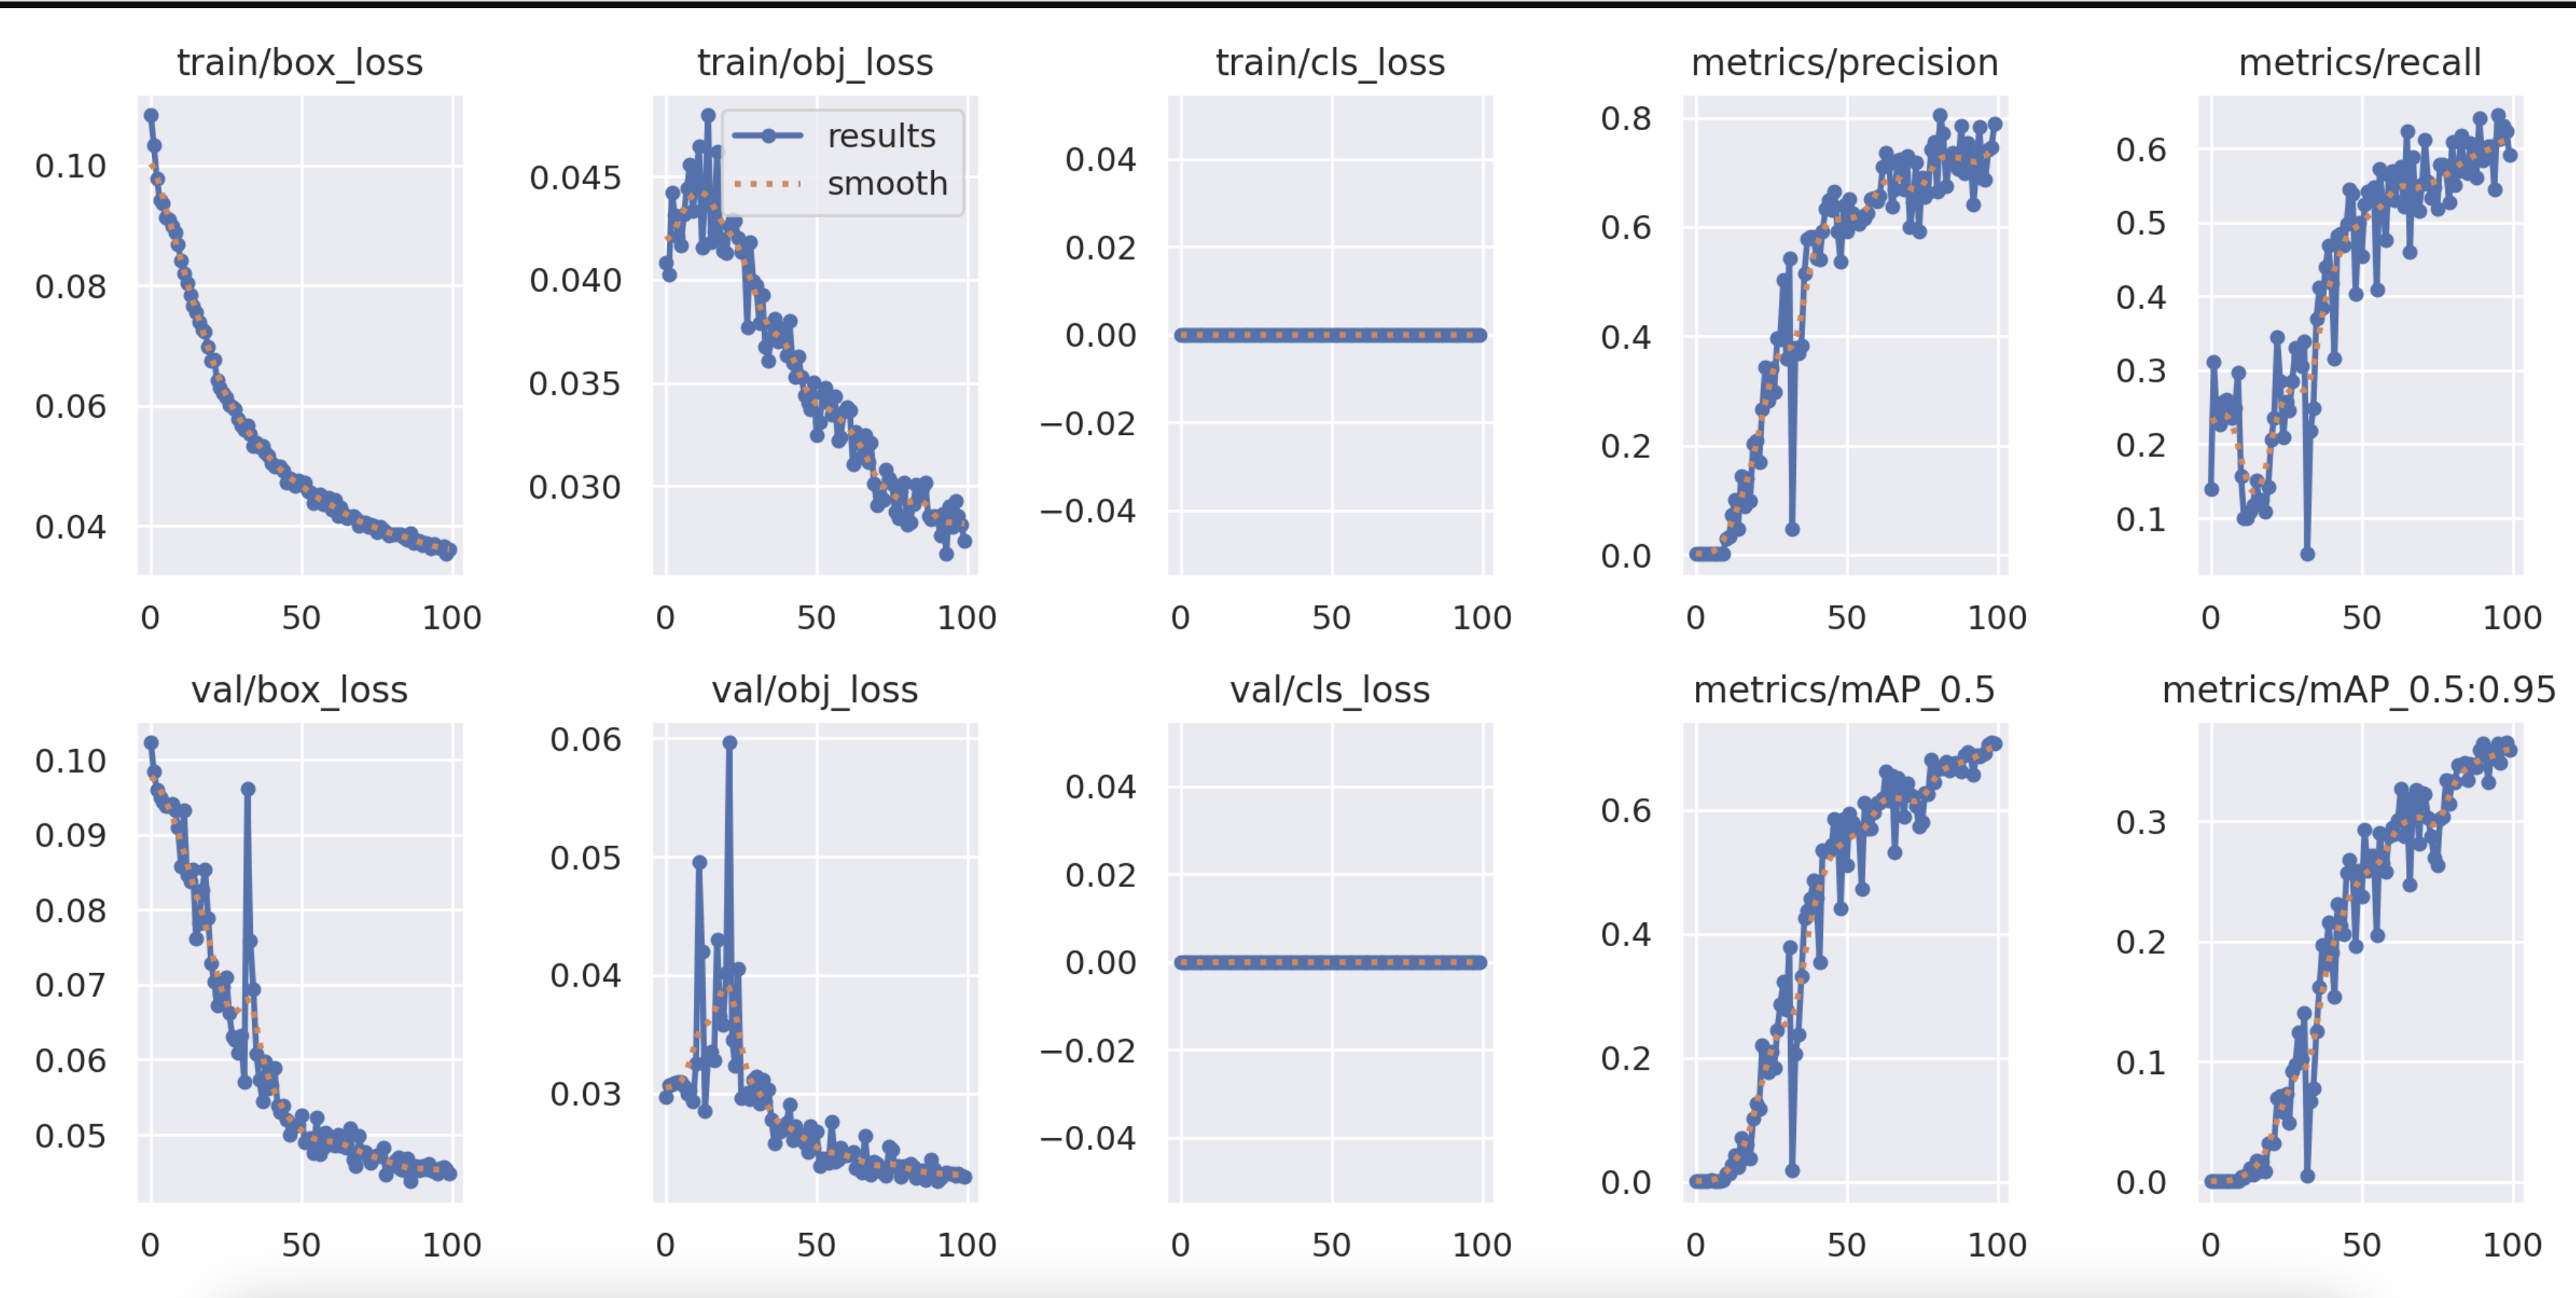 train/box_loss
0.10
0.08
0.06
0.04
0 50 100
train/obj_loss
results
smooth
0.045
0.040
0.035
0.030
0 50 100
train/cls_loss
0.04
0.02
0.00
−0.02
−0.04
0 50 100
metrics/precision
0.8
0.6
0.4
0.2
0.0
0 50 100
metrics/recall
0.6
0.5
0.4
0.3
0.2
0.1
0 50 100
val/box_loss
0.10
0.09
0.08
0.07
0.06
0.05
0 50 100
val/obj_loss
0.06
0.05
0.04
0.03
0 50 100
val/cls_loss
0.04
0.02
0.00
−0.02
−0.04
0 50 100
metrics/mAP_0.5
0.6
0.4
0.2
0.0
0 50 100
metrics/mAP_0.5:0.95
0.3
0.2
0.1
0.0
0 50 100